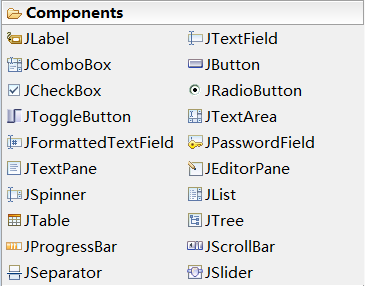 Components
JLabel JTextField
JComboBox JButton
JCheckBox JRadioButton
JToggleButton JTextArea
JFormattedTextField JPasswordField
JTextPane JEditorPane
JSpinner JList
JTable JTree
JProgressBar JScrollBar
JSeparator JSlider